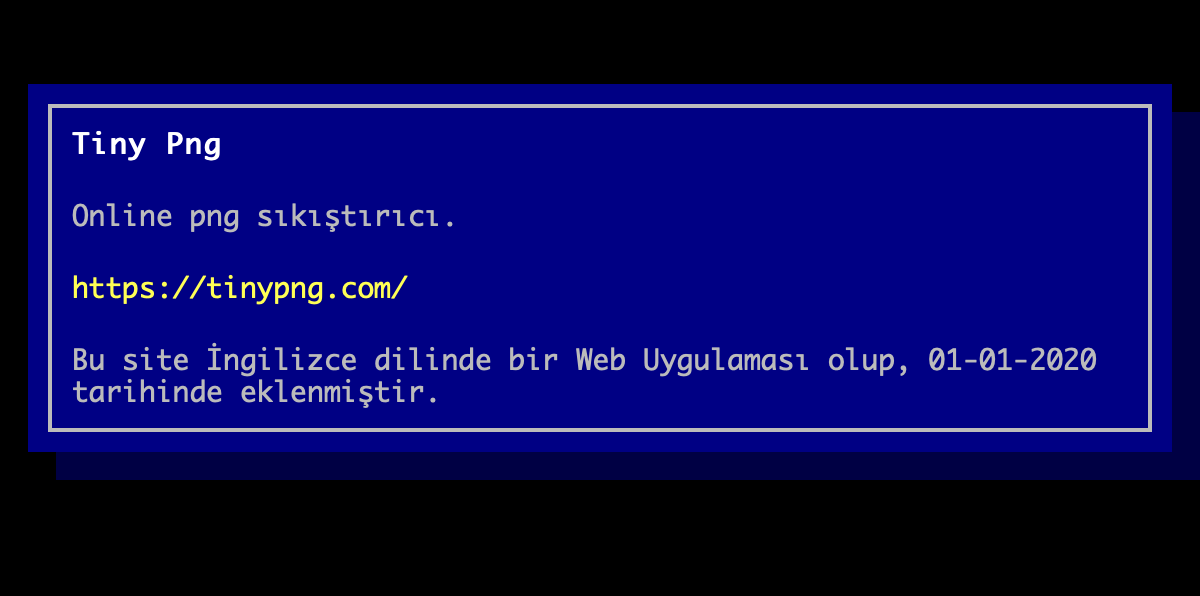 Tiny Png
Online png sıkıştırıcı.
https://tinypng.com/
Bu site İngilizce dilinde bir Web Uygulaması olup, 01-01-2020
tarihinde eklenmiştir.